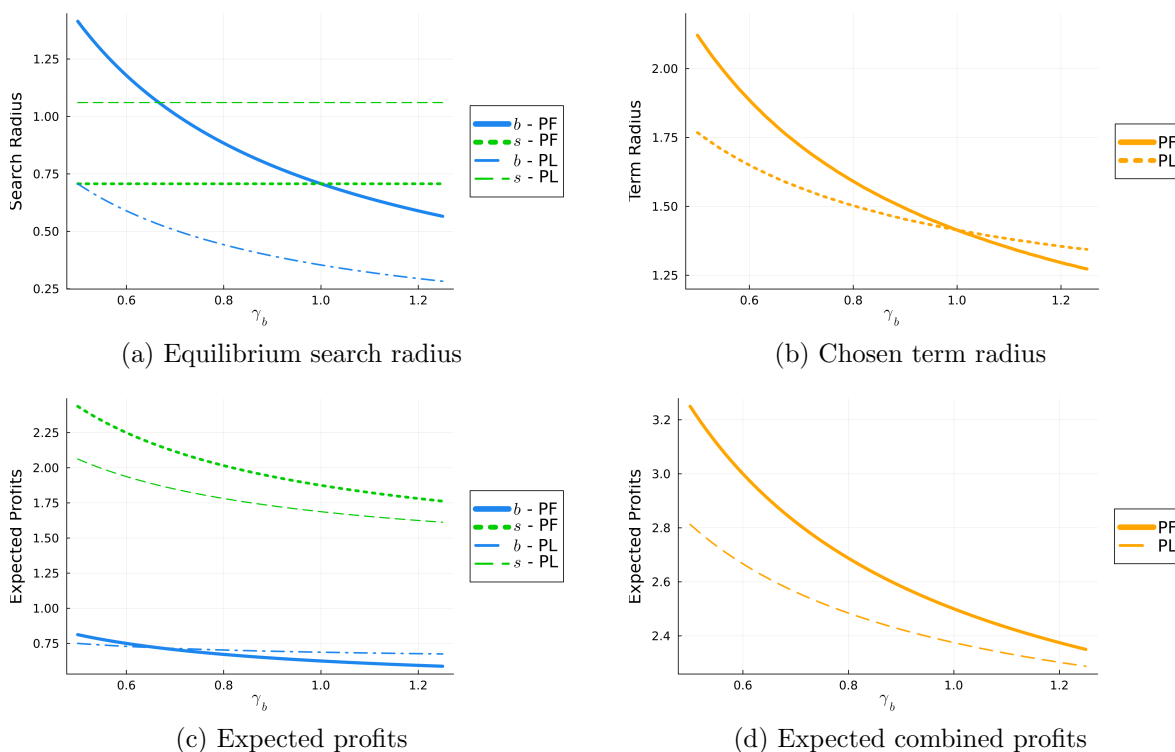 Search Radius
1.25
1.00
0.75
0.50
0.25
0.6 0.8 1.0 1.2
γ_b
b - PF
s - PF
b - PL
s - PL
(a) Equilibrium search radius
Term Radius
2.00
1.75
1.50
1.25
0.6 0.8 1.0 1.2
γ_b
PF
PL
(b) Chosen term radius
Expected Profits
2.25
2.00
1.75
1.50
1.25
1.00
0.75
0.6 0.8 1.0 1.2
γ_b
b - PF
s - PF
b - PL
s - PL
(c) Expected profits
Expected Profits
3.2
3.0
2.8
2.6
2.4
0.6 0.8 1.0 1.2
γ_b
PF
PL
(d) Expected combined profits